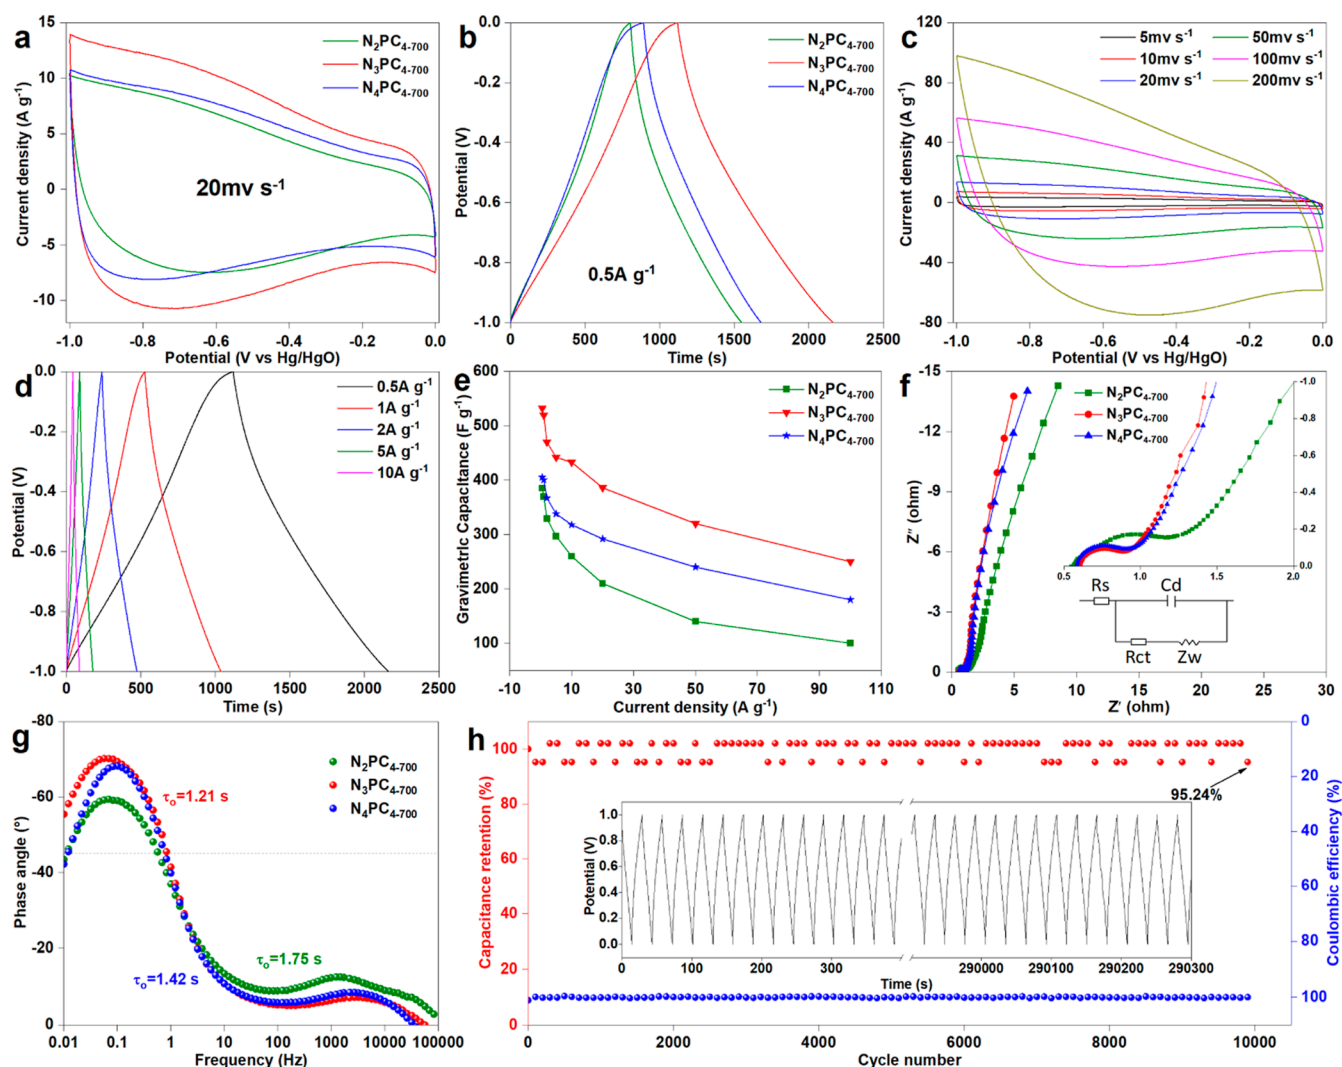 a
N₂PC₄₋₇₀₀
N₃PC₄₋₇₀₀
N₄PC₄₋₇₀₀
20mv s⁻¹
Current density (A g⁻¹)
15
10
5
0
-5
-10
-1.0 -0.8 -0.6 -0.4 -0.2 0.0
Potential (V vs Hg/HgO)
b
N₂PC₄₋₇₀₀
N₃PC₄₋₇₀₀
N₄PC₄₋₇₀₀
0.5A g⁻¹
Potential (V)
0.0
-0.2
-0.4
-0.6
-0.8
-1.0
0 500 1000 1500 2000 2500
Time (s)
c
5mv s⁻¹ 50mv s⁻¹
10mv s⁻¹ 100mv s⁻¹
20mv s⁻¹ 200mv s⁻¹
Current density (A g⁻¹)
120
80
40
0
-40
-80
-1.0 -0.8 -0.6 -0.4 -0.2 0.0
Potential (V vs Hg/HgO)
d
0.5A g⁻¹
1A g⁻¹
2A g⁻¹
5A g⁻¹
10A g⁻¹
Potential (V)
0.0
-0.2
-0.4
-0.6
-0.8
-1.0
0 500 1000 1500 2000 2500
Time (s)
e
N₂PC₄₋₇₀₀
N₃PC₄₋₇₀₀
N₄PC₄₋₇₀₀
Gravimetric Capacitance (F g⁻¹)
600
500
400
300
200
100
-10 10 30 50 70 90 110
Current density (A g⁻¹)
f
N₂PC₄₋₇₀₀
N₃PC₄₋₇₀₀
N₄PC₄₋₇₀₀
Z'' (ohm)
-15
-12
-9
-6
-3
0
0 5 10 15 20 25 30
Z' (ohm)
-1.0
-0.8
-0.6
-0.4
-0.2
0.0
0.5 1.0 1.5 2.0
Rs Cd
Rct Zw
g
N₂PC₄₋₇₀₀
N₃PC₄₋₇₀₀
N₄PC₄₋₇₀₀
τₒ=1.21 s
τₒ=1.75 s
τₒ=1.42 s
Phase angle (°)
-80
-60
-40
-20
0
0.01 0.1 1 10 100 1000 10000 100000
Frequency (Hz)
h
Capacitance retention (%)
100
80
60
40
20
0
95.24%
Potential (V)
1.0
0.8
0.6
0.4
0.2
0.0
0 100 200 300 290000 290100 290200 290300
Time (s)
0 2000 4000 6000 8000 10000
Cycle number
0
20
40
60
80
100
Coulombic efficiency (%)